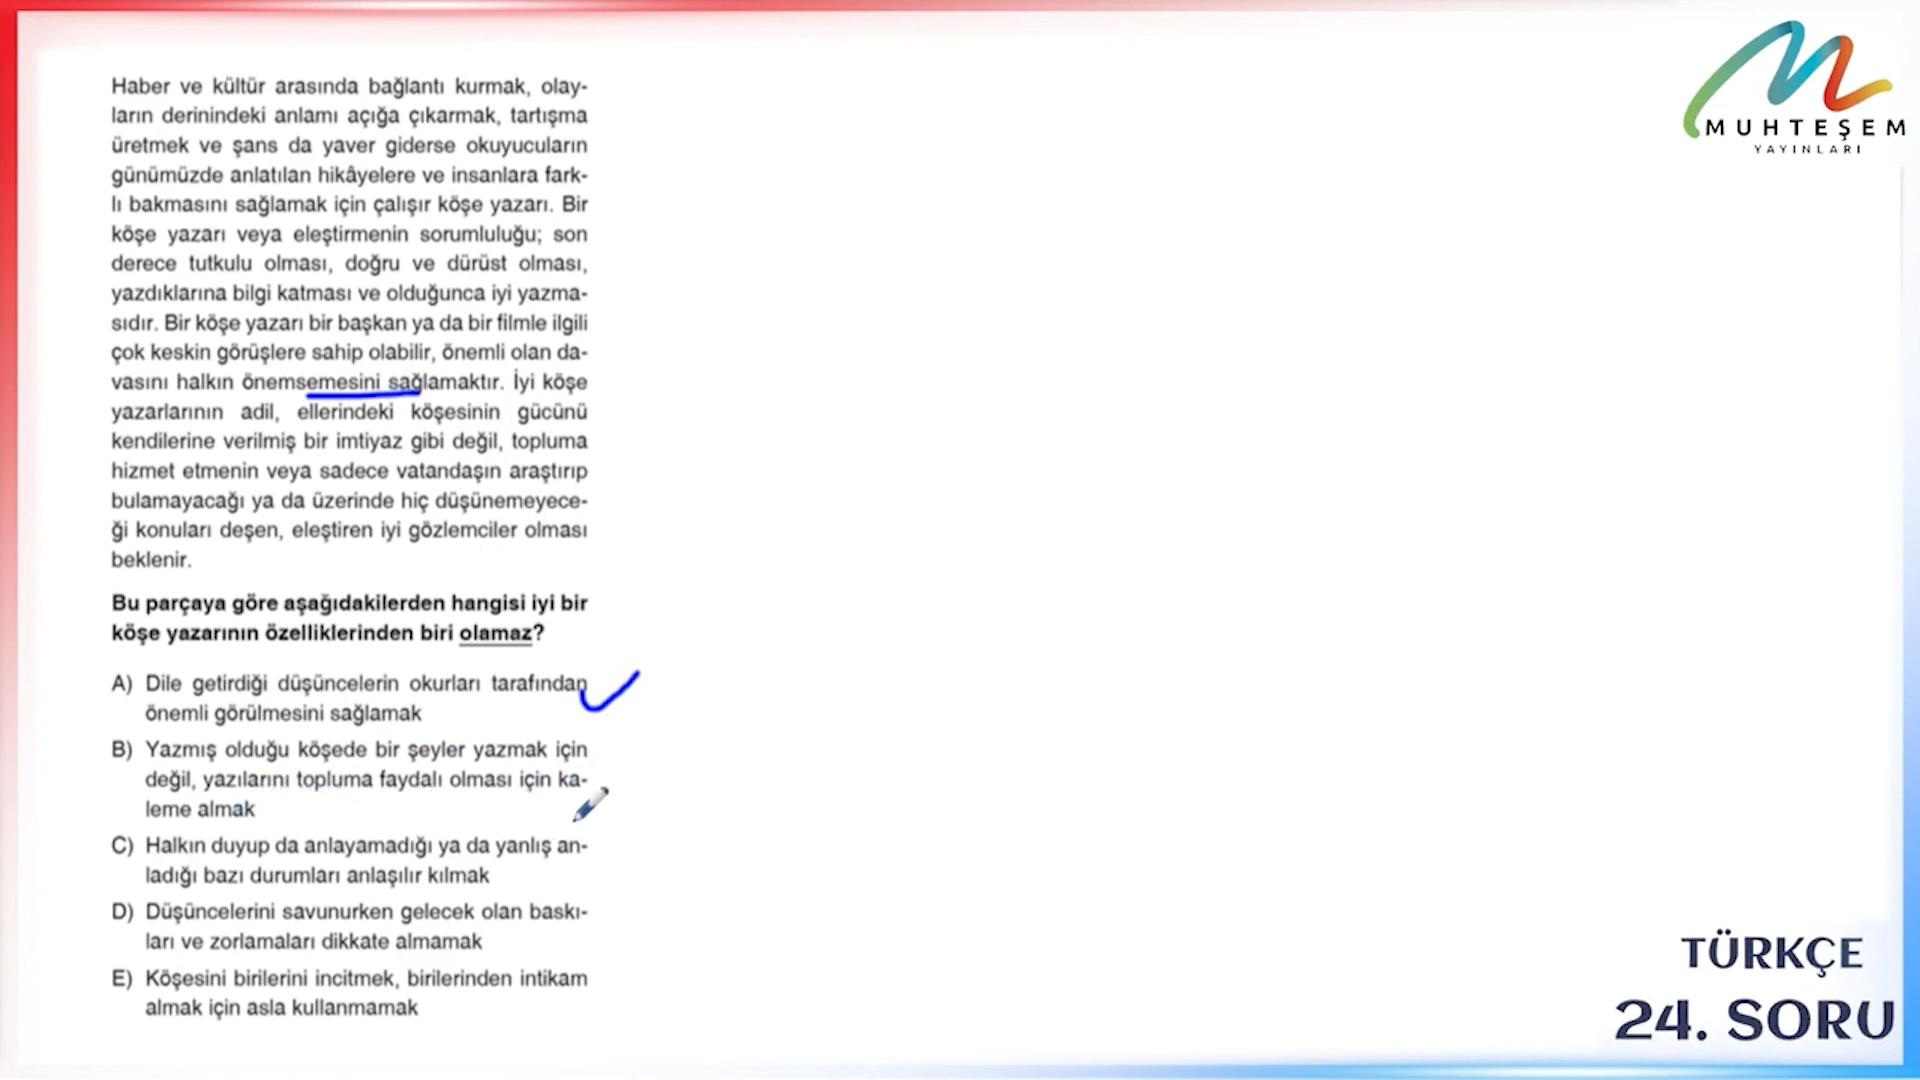 MUHTEŞEM
YAYINLARI
Haber ve kültür arasında bağlantı kurmak, olay-
ların derinindeki anlamı açığa çıkarmak, tartışma
üretmek ve şans da yaver giderse okuyucuların
günümüzde anlatılan hikâyelere ve insanlara fark-
lı bakmasını sağlamak için çalışır köşe yazarı. Bir
köşe yazarı veya eleştirmenin sorumluluğu; son
derece tutkulu olması, doğru ve dürüst olması,
yazdıklarına bilgi katması ve olduğunca iyi yazma-
sıdır. Bir köşe yazarı bir başkan ya da bir filmle ilgili
çok keskin görüşlere sahip olabilir, önemli olan da-
vasını halkın önemsemesini sağlamaktır. İyi köşe
yazarlarının adil, ellerindeki köşesinin gücünü
kendilerine verilmiş bir imtiyaz gibi değil, topluma
hizmet etmenin veya sadece vatandaşın araştırıp
bulamayacağı ya da üzerinde hiç düşünemeyece-
ği konuları deşen, eleştiren iyi gözlemciler olması
beklenir.
Bu parçaya göre aşağıdakilerden hangisi iyi bir
köşe yazarının özelliklerinden biri olamaz?
A) Dile getirdiği düşüncelerin okurları tarafından
önemli görülmesini sağlamak
B) Yazmış olduğu köşede bir şeyler yazmak için
değil, yazılarını topluma faydalı olması için ka-
leme almak
C) Halkın duyup da anlayamadığı ya da yanlış an-
ladığı bazı durumları anlaşılır kılmak
D) Düşüncelerini savunurken gelecek olan baskı-
ları ve zorlamaları dikkate almamak
E) Köşesini birilerini incitmek, birilerinden intikam
almak için asla kullanmamak
TÜRKÇE
24. SORU